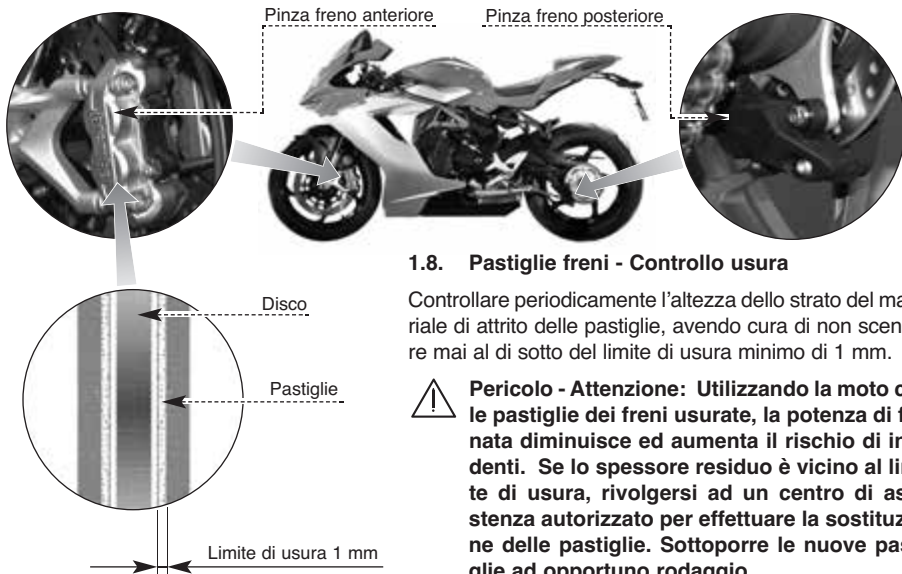 Pinza freno anteriore
Pinza freno posteriore
1.8. Pastiglie freni - Controllo usura
Controllare periodicamente l'altezza dello strato del ma
riale di attrito delle pastiglie, avendo cura di non scen
re mai al di sotto del limite di usura minimo di 1 mm.
Pericolo - Attenzione: Utilizzando la moto
le pastiglie dei freni usurate, la potenza di f
nata diminuisce ed aumenta il rischio di in
denti. Se lo spessore residuo è vicino al li
te di usura, rivolgersi ad un centro di as
stenza autorizzato per effettuare la sostituz
ne delle pastiglie. Sottoporre le nuove pas
glie ad opportuno rodaggio.
Disco
Pastiglie
Limite di usura 1 mm